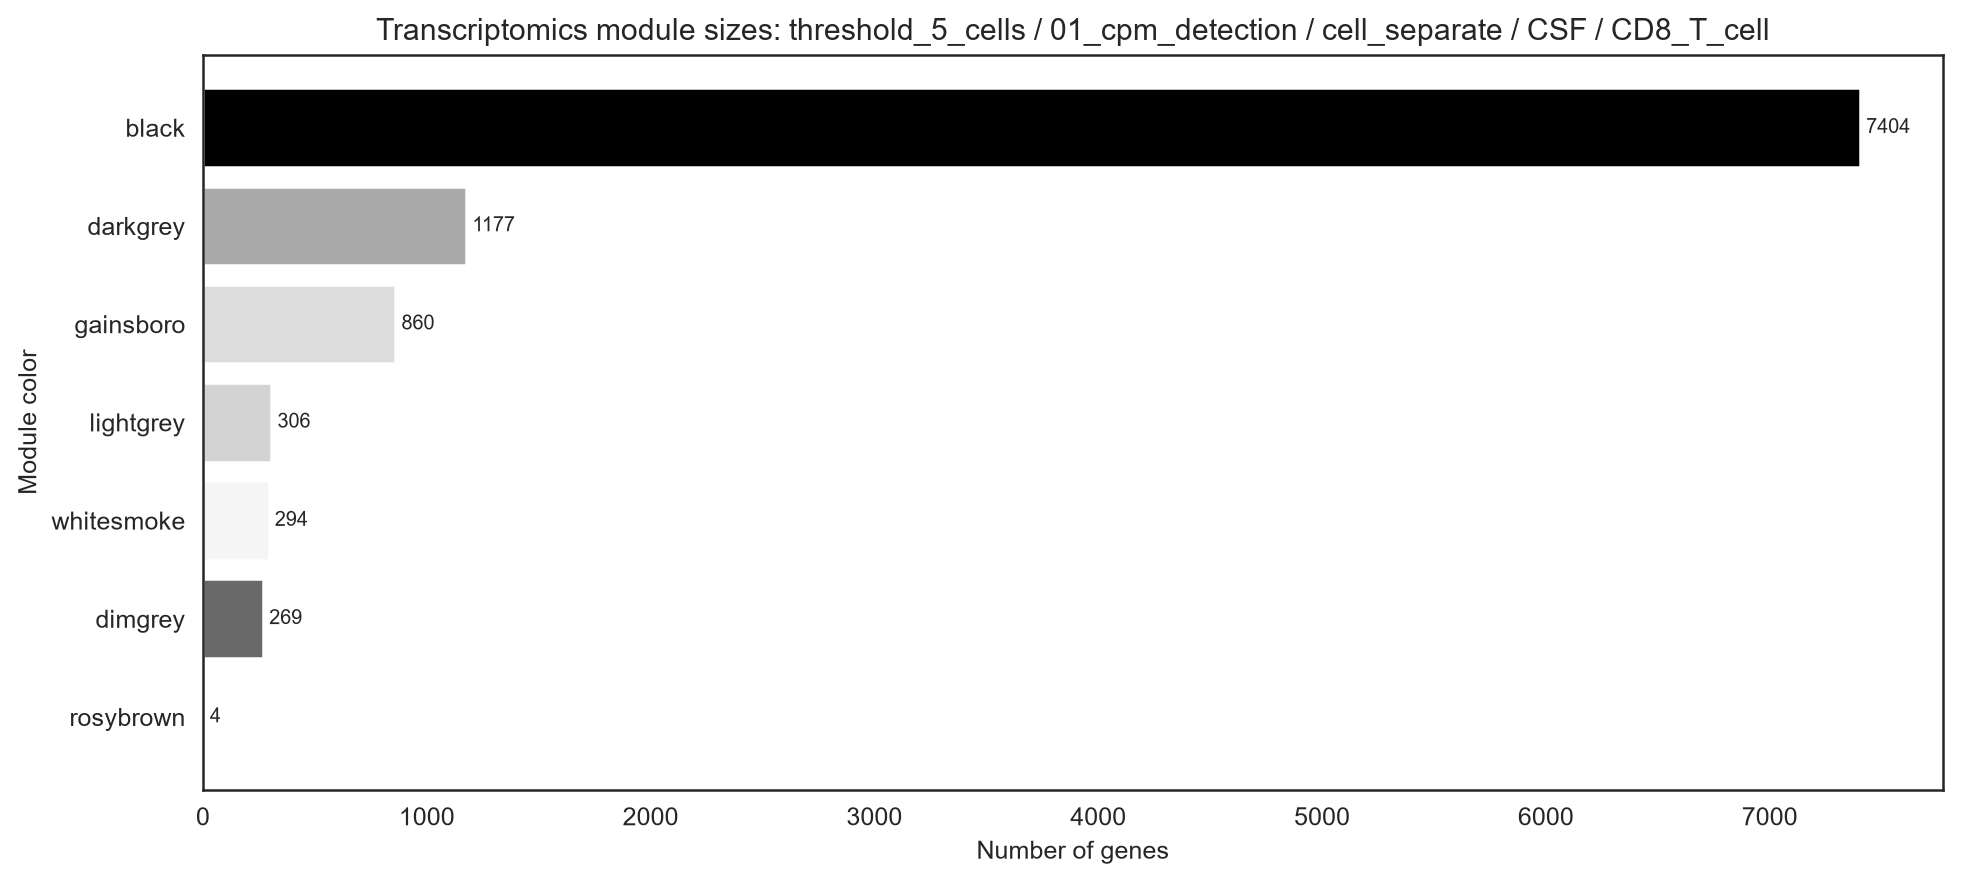 Transcriptomics module sizes: threshold_5_cells / 01_cpm_detection / cell_separate / CSF / CD8_T_cell
Module color
black
7404
darkgrey
1177
gainsboro
860
lightgrey
306
whitesmoke
294
dimgrey
269
rosybrown
4
0 1000 2000 3000 4000 5000 6000 7000
Number of genes